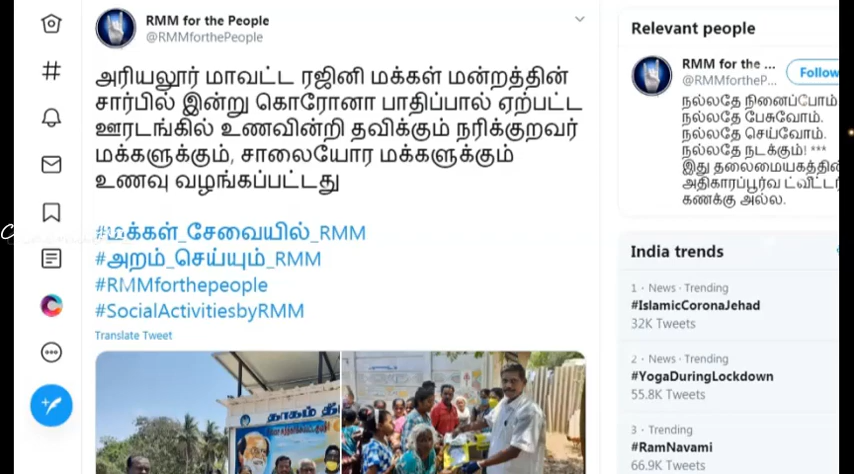 RMM for the People
@RMMforthePeople
அரியலூர் மாவட்ட ரஜினி மக்கள் மன்றத்தின்
சார்பில் இன்று கொரோனா பாதிப்பால் ஏற்பட்ட
ஊரடங்கில் உணவின்றி தவிக்கும் நரிக்குறவர்
மக்களுக்கும், சாலையோர மக்களுக்கும்
உணவு வழங்கப்பட்டது
#மக்கள்_சேவையில்_RMM
#அறம்_செய்யும்_RMM
#RMMforthepeople
#SocialActivitiesbyRMM
Translate Tweet
தாகம் தீ
Relevant people
RMM for the ...
@RMMfortheP...
Follow
நல்லதே நினைப்போம்
நல்லதே பேசுவோம்.
நல்லதே செய்வோம்.
நல்லதே நடக்கும்! ***
இது தலைமையகத்தின்
அதிகாரப்பூர்வ ட்வீட்டர்
கணக்கு அல்ல.
India trends
1 · News · Trending
#IslamicCoronaJehad
32K Tweets
2 · News · Trending
#YogaDuringLockdown
55.8K Tweets
3 · Trending
#RamNavami
66.9K Tweets